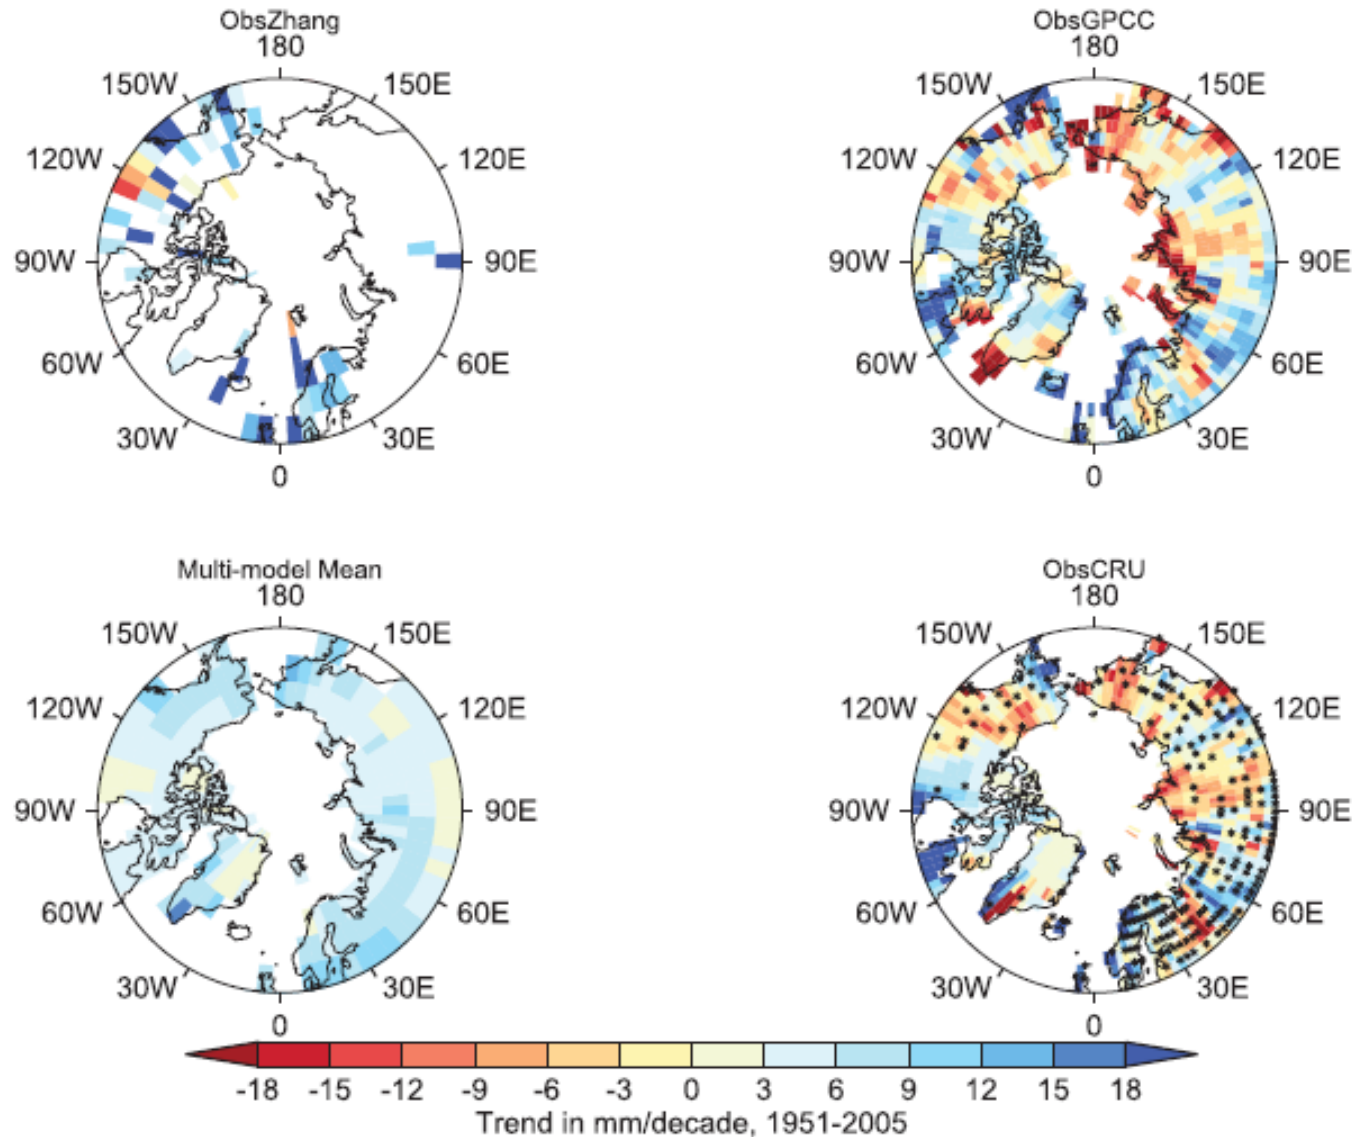 ObsZhang
180
150W 150E
120W 120E
90W 90E
60W 60E
30W 30E
0
ObsGPCC
180
150W 150E
120W 120E
90W 90E
60W 60E
30W 30E
0
Multi-model Mean
180
150W 150E
120W 120E
90W 90E
60W 60E
30W 30E
0
ObsCRU
180
150W 150E
120W 120E
90W 90E
60W 60E
30W 30E
0
-18 -15 -12 -9 -6 -3 0 3 6 9 12 15 18
Trend in mm/decade, 1951-2005